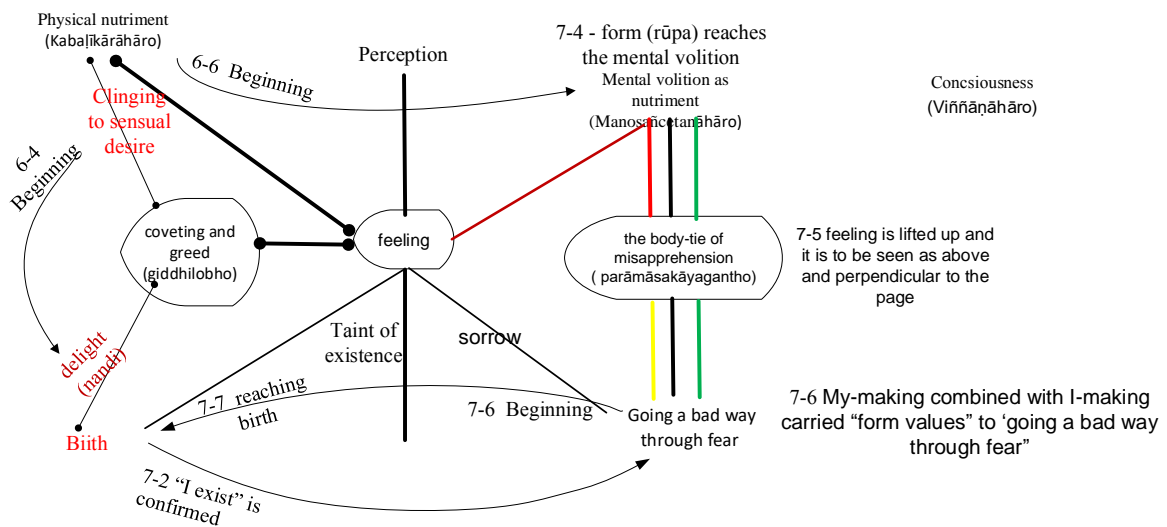 Physical nutriment
(Kabaḷīkārāhāro)
6-6 Beginning
Perception
7-4 - form (rūpa) reaches
the mental volition
Mental volition as
nutriment
(Manosañcetanāhāro)
Concsiousness
(Viññāṇāhāro)
Clinging
to sensual
desire
6-4
Beginning
coveting and
greed
(giddhilobho)
feeling
the body-tie of
misapprehension
( parāmāsakāyagantho)
7-5 feeling is lifted up and
it is to be seen as above
and perpendicular to the
page
delight
(nandi)
Taint of
existence
sorrow
7-7 reaching
birth
7-6 Beginning
Biith
Going a bad way
through fear
7-6 My-making combined with I-making
carried “form values” to ‘going a bad way
through fear”
7-2 “I exist” is
confirmed